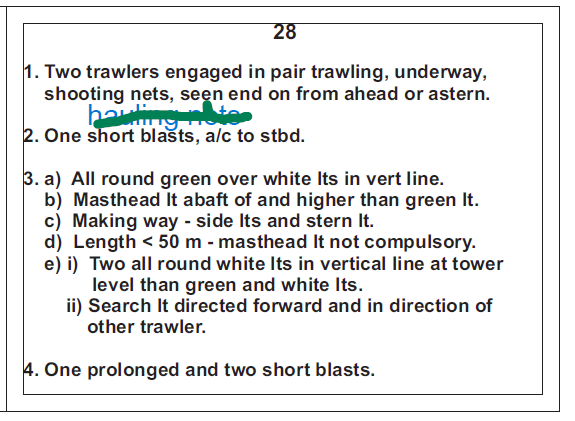 28
1. Two trawlers engaged in pair trawling, underway,
shooting nets, seen end on from ahead or astern.
hauling nets
2. One short blasts, a/c to stbd.
3. a) All round green over white lts in vert line.
b) Masthead lt abaft of and higher than green lt.
c) Making way - side lts and stern lt.
d) Length < 50 m - masthead lt not compulsory.
e) i) Two all round white lts in vertical line at tower
level than green and white lts.
ii) Search lt directed forward and in direction of
other trawler.
4. One prolonged and two short blasts.